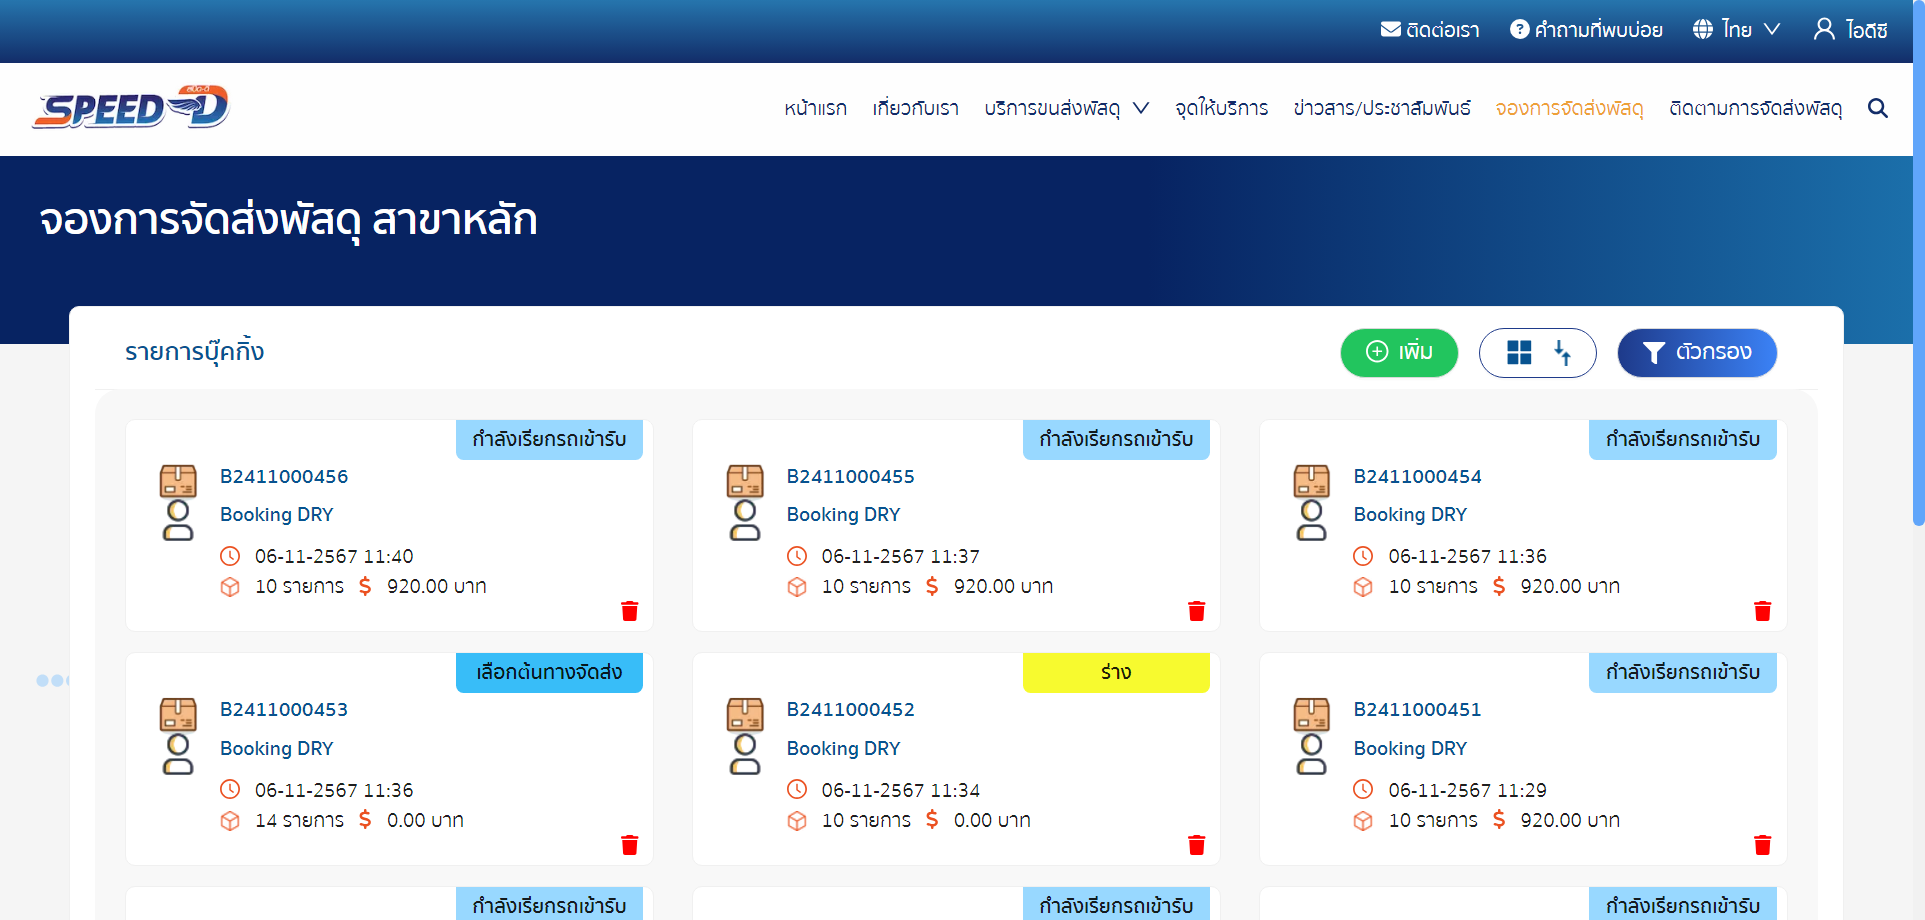 ติดต่อเรา คำถามที่พบบ่อย ไทย ไอดีซี
สปีด-ดี
SPEED D
หน้าแรก เกี่ยวกับเรา บริการขนส่งพัสดุ จุดให้บริการ ข่าวสาร/ประชาสัมพันธ์ จองการจัดส่งพัสดุ ติดตามการจัดส่งพัสดุ
จองการจัดส่งพัสดุ สาขาหลัก
รายการบุ๊คกิ้ง
เพิ่ม
ตัวกรอง
กำลังเรียกรถเข้ารับ
B2411000456
Booking DRY
06-11-2567 11:40
10 รายการ $ 920.00 บาท
กำลังเรียกรถเข้ารับ
B2411000455
Booking DRY
06-11-2567 11:37
10 รายการ $ 920.00 บาท
กำลังเรียกรถเข้ารับ
B2411000454
Booking DRY
06-11-2567 11:36
10 รายการ $ 920.00 บาท
เลือกต้นทางจัดส่ง
B2411000453
Booking DRY
06-11-2567 11:36
14 รายการ $ 0.00 บาท
ร่าง
B2411000452
Booking DRY
06-11-2567 11:34
10 รายการ $ 0.00 บาท
กำลังเรียกรถเข้ารับ
B2411000451
Booking DRY
06-11-2567 11:29
10 รายการ $ 920.00 บาท
กำลังเรียกรถเข้ารับ
กำลังเรียกรถเข้ารับ
กำลังเรียกรถเข้ารับ